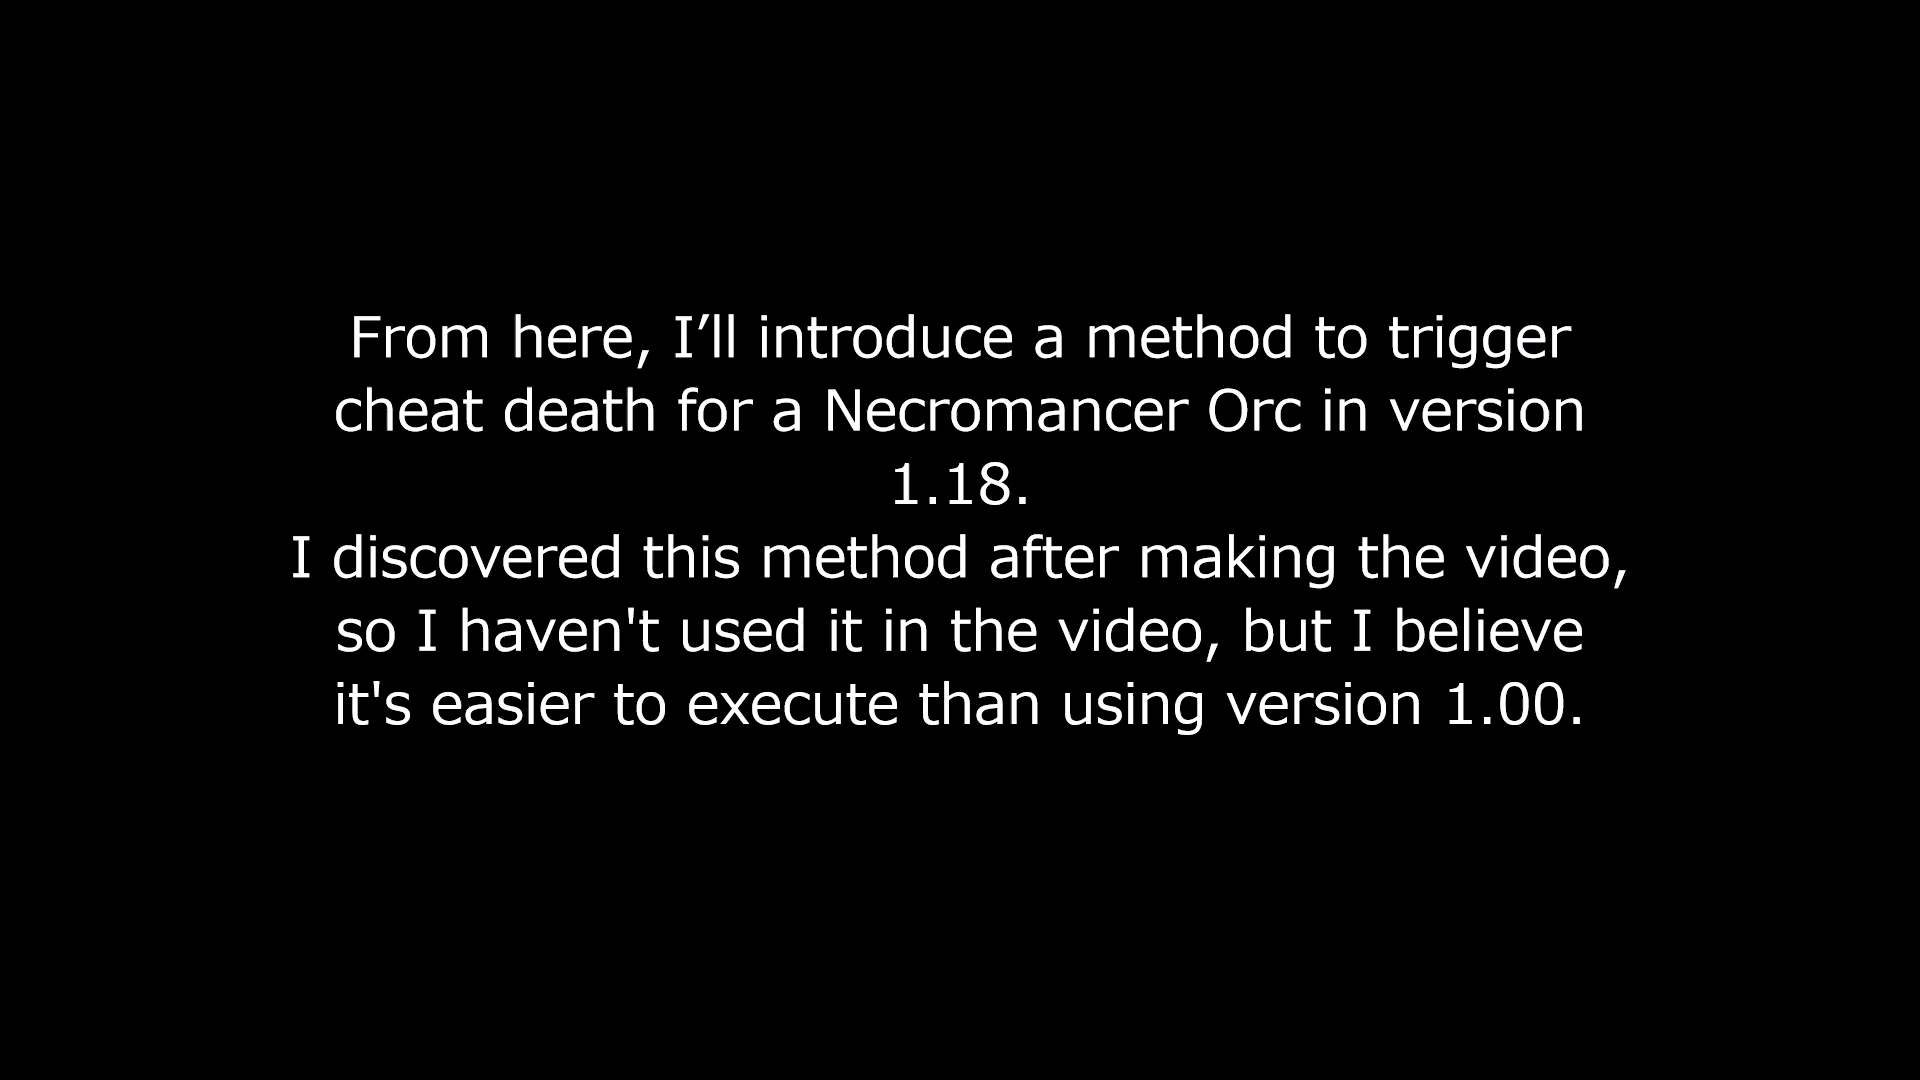 From here, I’ll introduce a method to trigger
cheat death for a Necromancer Orc in version
1.18.
I discovered this method after making the video,
so I haven't used it in the video, but I believe
it's easier to execute than using version 1.00.